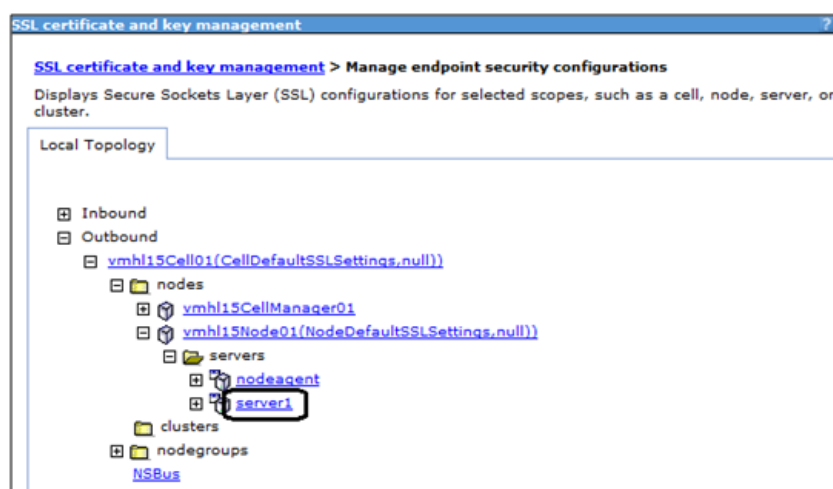 SSL certificate and key management ?
SSL certificate and key management > Manage endpoint security configurations
Displays Secure Sockets Layer (SSL) configurations for selected scopes, such as a cell, node, server, or
cluster.
Local Topology
Inbound
Outbound
vmhl15Cell01(CellDefaultSSLSettings,null))
nodes
vmhl15CellManager01
vmhl15Node01(NodeDefaultSSLSettings,null))
servers
nodeagent
server1
clusters
nodegroups
NSBus